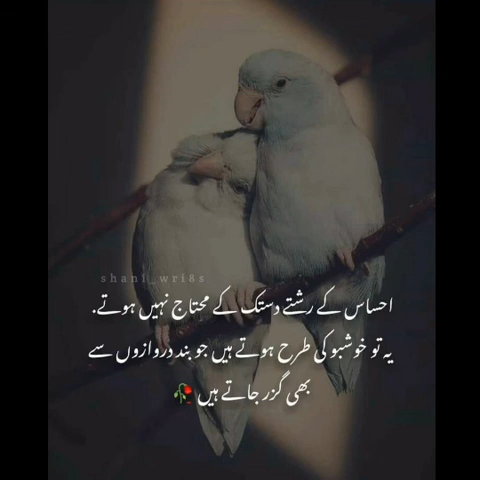 shani_wri8s
احساس کے رشتے دستک کے محتاج نہیں ہوتے.
یہ تو خوشبو کی طرح ہوتے ہیں جو بند دروازوں سے
بھی گزر جاتے ہیں 🥀